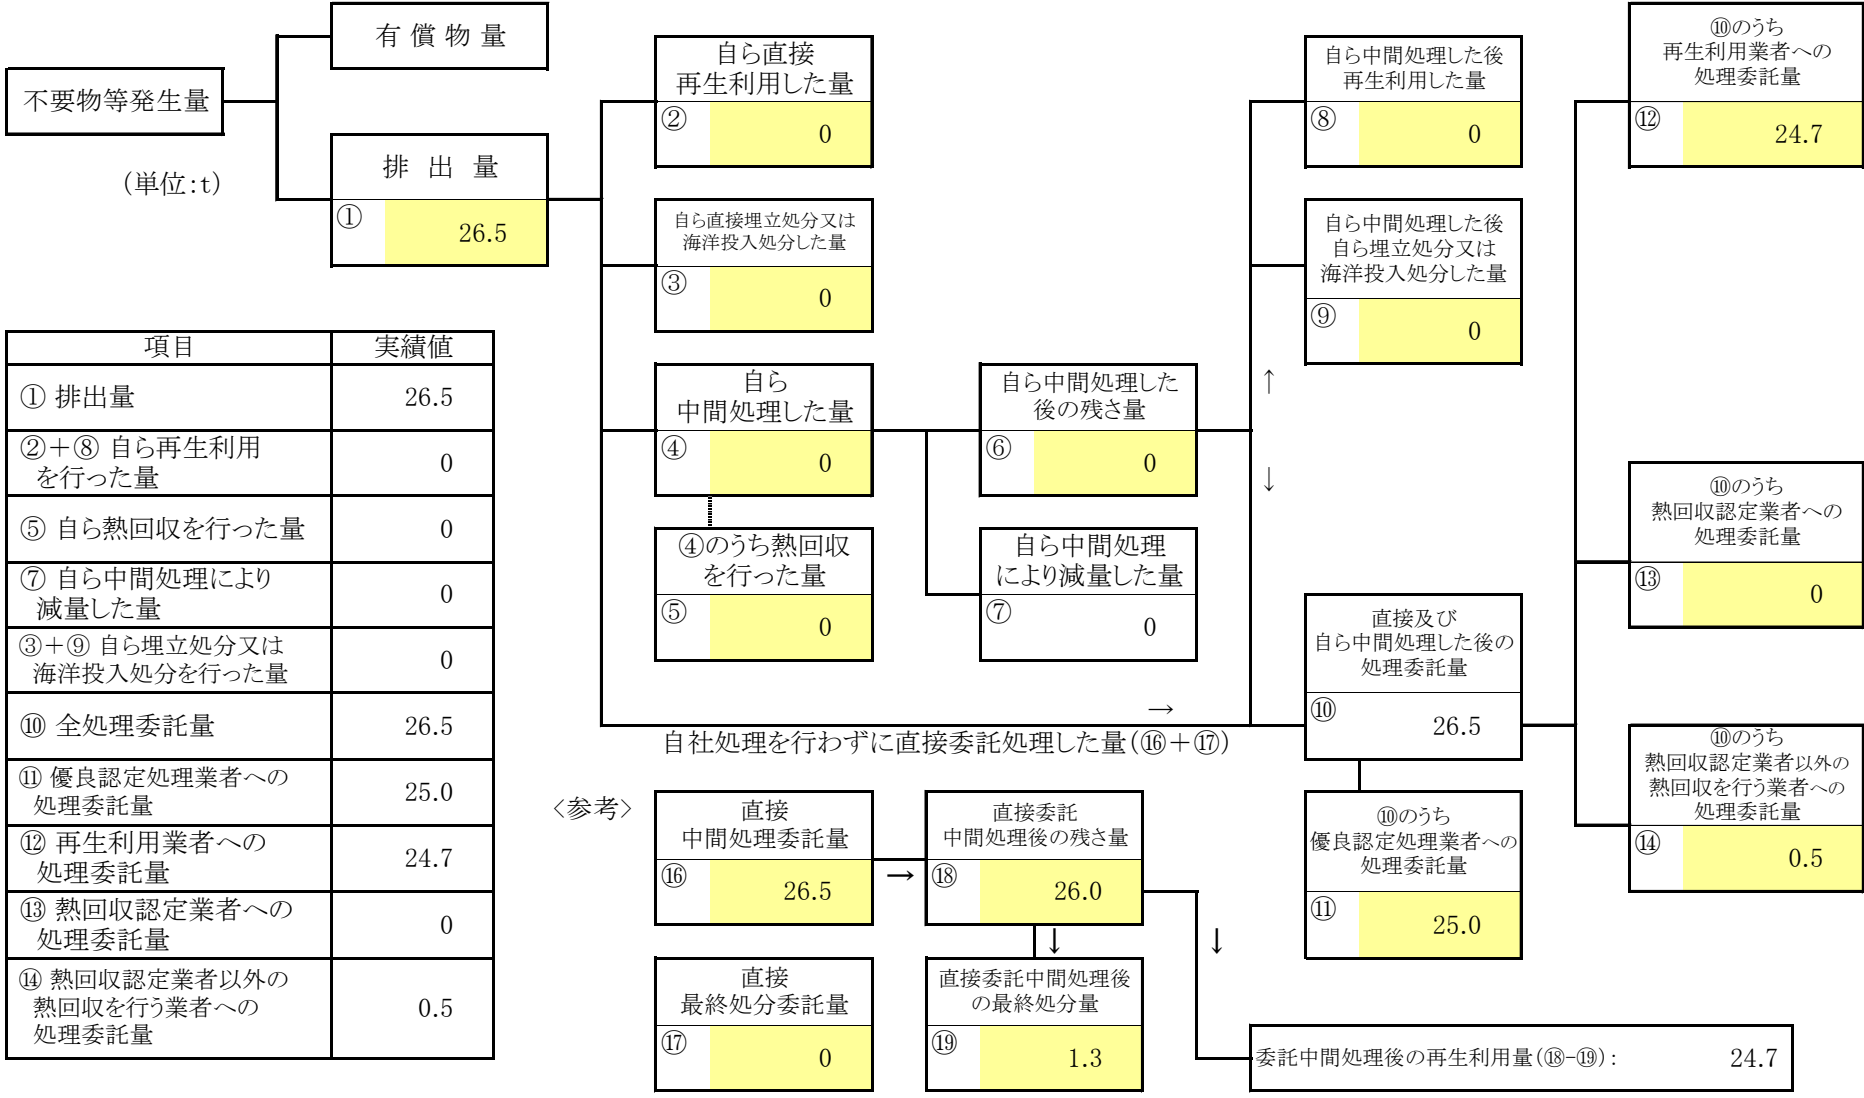 不要物等発生量
(単位:t)
有償物量
排出量
①
26.5
自ら直接
再生利用した量
②
0
自ら直接埋立処分又は
海洋投入処分した量
③
0
自ら
中間処理した量
④
0
④のうち熱回収
を行った量
⑤
0
自ら中間処理した
後の残さ量
⑥
0
自ら中間処理
により減量した量
⑦
0
自ら中間処理した後
再生利用した量
⑧
0
自ら中間処理した後
自ら埋立処分又は
海洋投入処分した量
⑨
0
↑
↓
直接及び
自ら中間処理した後の
処理委託量
⑩
26.5
→
自社処理を行わずに直接委託処理した量(⑯+⑰)
⑩のうち
優良認定処理業者への
処理委託量
⑪
25.0
⑩のうち
再生利用業者への
処理委託量
⑫
24.7
⑩のうち
熱回収認定業者への
処理委託量
⑬
0
⑩のうち
熱回収認定業者以外の
熱回収を行う業者への
処理委託量
⑭
0.5
項目 実績値
① 排出量 26.5
②+⑧ 自ら再生利用
を行った量 0
⑤ 自ら熱回収を行った量 0
⑦ 自ら中間処理により
減量した量 0
③+⑨ 自ら埋立処分又は
海洋投入処分を行った量 0
⑩ 全処理委託量 26.5
⑪ 優良認定処理業者への
処理委託量 25.0
⑫ 再生利用業者への
処理委託量 24.7
⑬ 熱回収認定業者への
処理委託量 0
⑭ 熱回収認定業者以外の
熱回収を行う業者への
処理委託量 0.5
〈参考〉
直接
中間処理委託量
⑯
26.5
→
直接委託
中間処理後の残さ量
⑱
26.0
↓
↓
直接
最終処分委託量
⑰
0
直接委託中間処理後
の最終処分量
⑲
1.3
委託中間処理後の再生利用量(⑱-⑲): 24.7